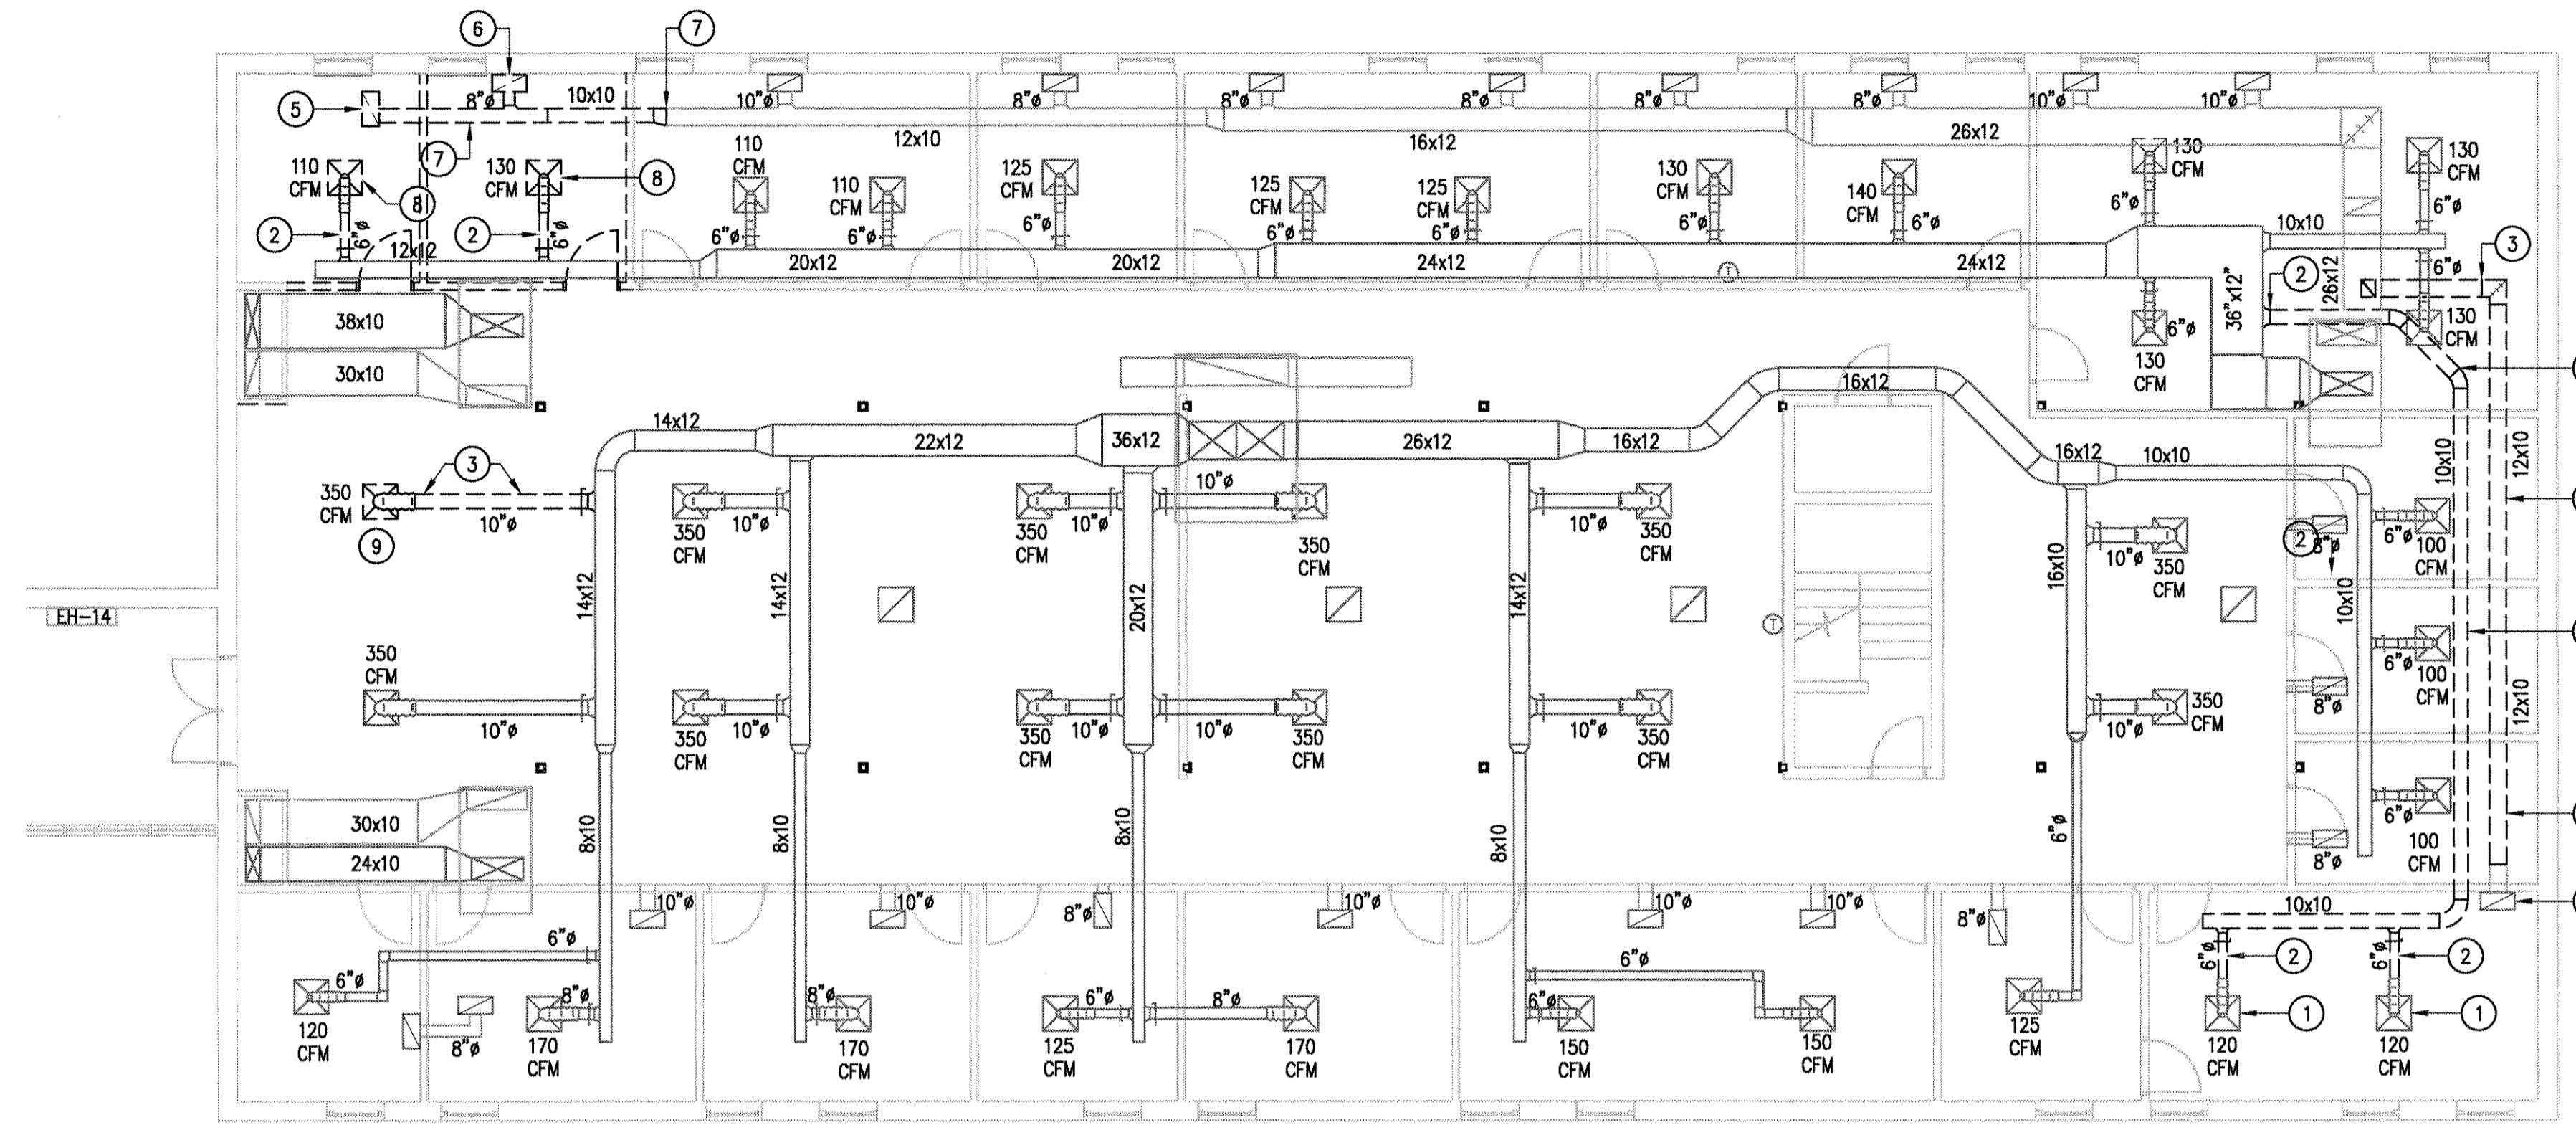 6
7
5
8"ø
10x10
10"ø
8"ø
8"ø
8"ø
8"ø
8"ø
10"ø
10"ø
7
12x10
16x12
26x12
110
CFM
8
130
CFM
8
110
CFM
110
CFM
125
CFM
125
CFM
125
CFM
130
CFM
140
CFM
130
CFM
130
CFM
2
6"ø
2
6"ø
6"ø
6"ø
6"ø
6"ø
6"ø
6"ø
6"ø
6"ø
6"ø
12x12
20x12
20x12
24x12
24x12
10x10
3
T
36"x12"
2
26x12
6"ø
6"ø
130
CFM
130
CFM
38x10
30x10
14x12
22x12
36x12
26x12
16x12
16x12
16x12
10x10
10x10
12x10
3
350
CFM
10"ø
9
350
CFM
10"ø
350
CFM
10"ø
10"ø
350
CFM
10"ø
350
CFM
10"ø
350
CFM
2
8"ø
6"ø
100
CFM
14x12
14x12
20x12
14x12
16x10
10x10
EH-14
T
350
CFM
10"ø
350
CFM
10"ø
350
CFM
10"ø
10"ø
350
CFM
10"ø
350
CFM
10"ø
350
CFM
6"ø
100
CFM
8"ø
12x10
30x10
24x10
8x10
8x10
8x10
8x10
6"ø
6"ø
100
CFM
8"ø
10"ø
10"ø
8"ø
10"ø
10"ø
10"ø
8"ø
10x10
6"ø
6"ø
6"ø
2
6"ø
2
6"ø
120
CFM
8"ø
8"ø
170
CFM
8"ø
170
CFM
6"ø
125
CFM
8"ø
170
CFM
6"ø
150
CFM
150
CFM
125
CFM
1
120
CFM
1
120
CFM